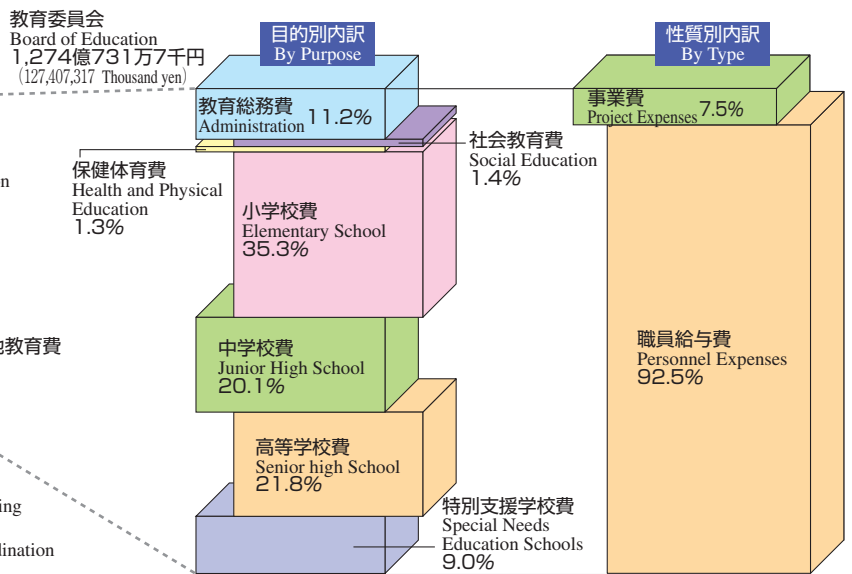 教育委員会
Board of Education
1,274億731万7千円
(127,407,317 Thousand yen)
目的別内訳
By Purpose
性質別内訳
By Type
教育総務費
Administration 11.2%
事業費
Project Expenses 7.5%
社会教育費
Social Education
1.4%
保健体育費
Health and Physical
Education
1.3%
小学校費
Elementary School
35.3%
中学校費
Junior High School
20.1%
職員給与費
Personnel Expenses
92.5%
高等学校費
Senior high School
21.8%
特別支援学校費
Special Needs
Education Schools
9.0%
教育費